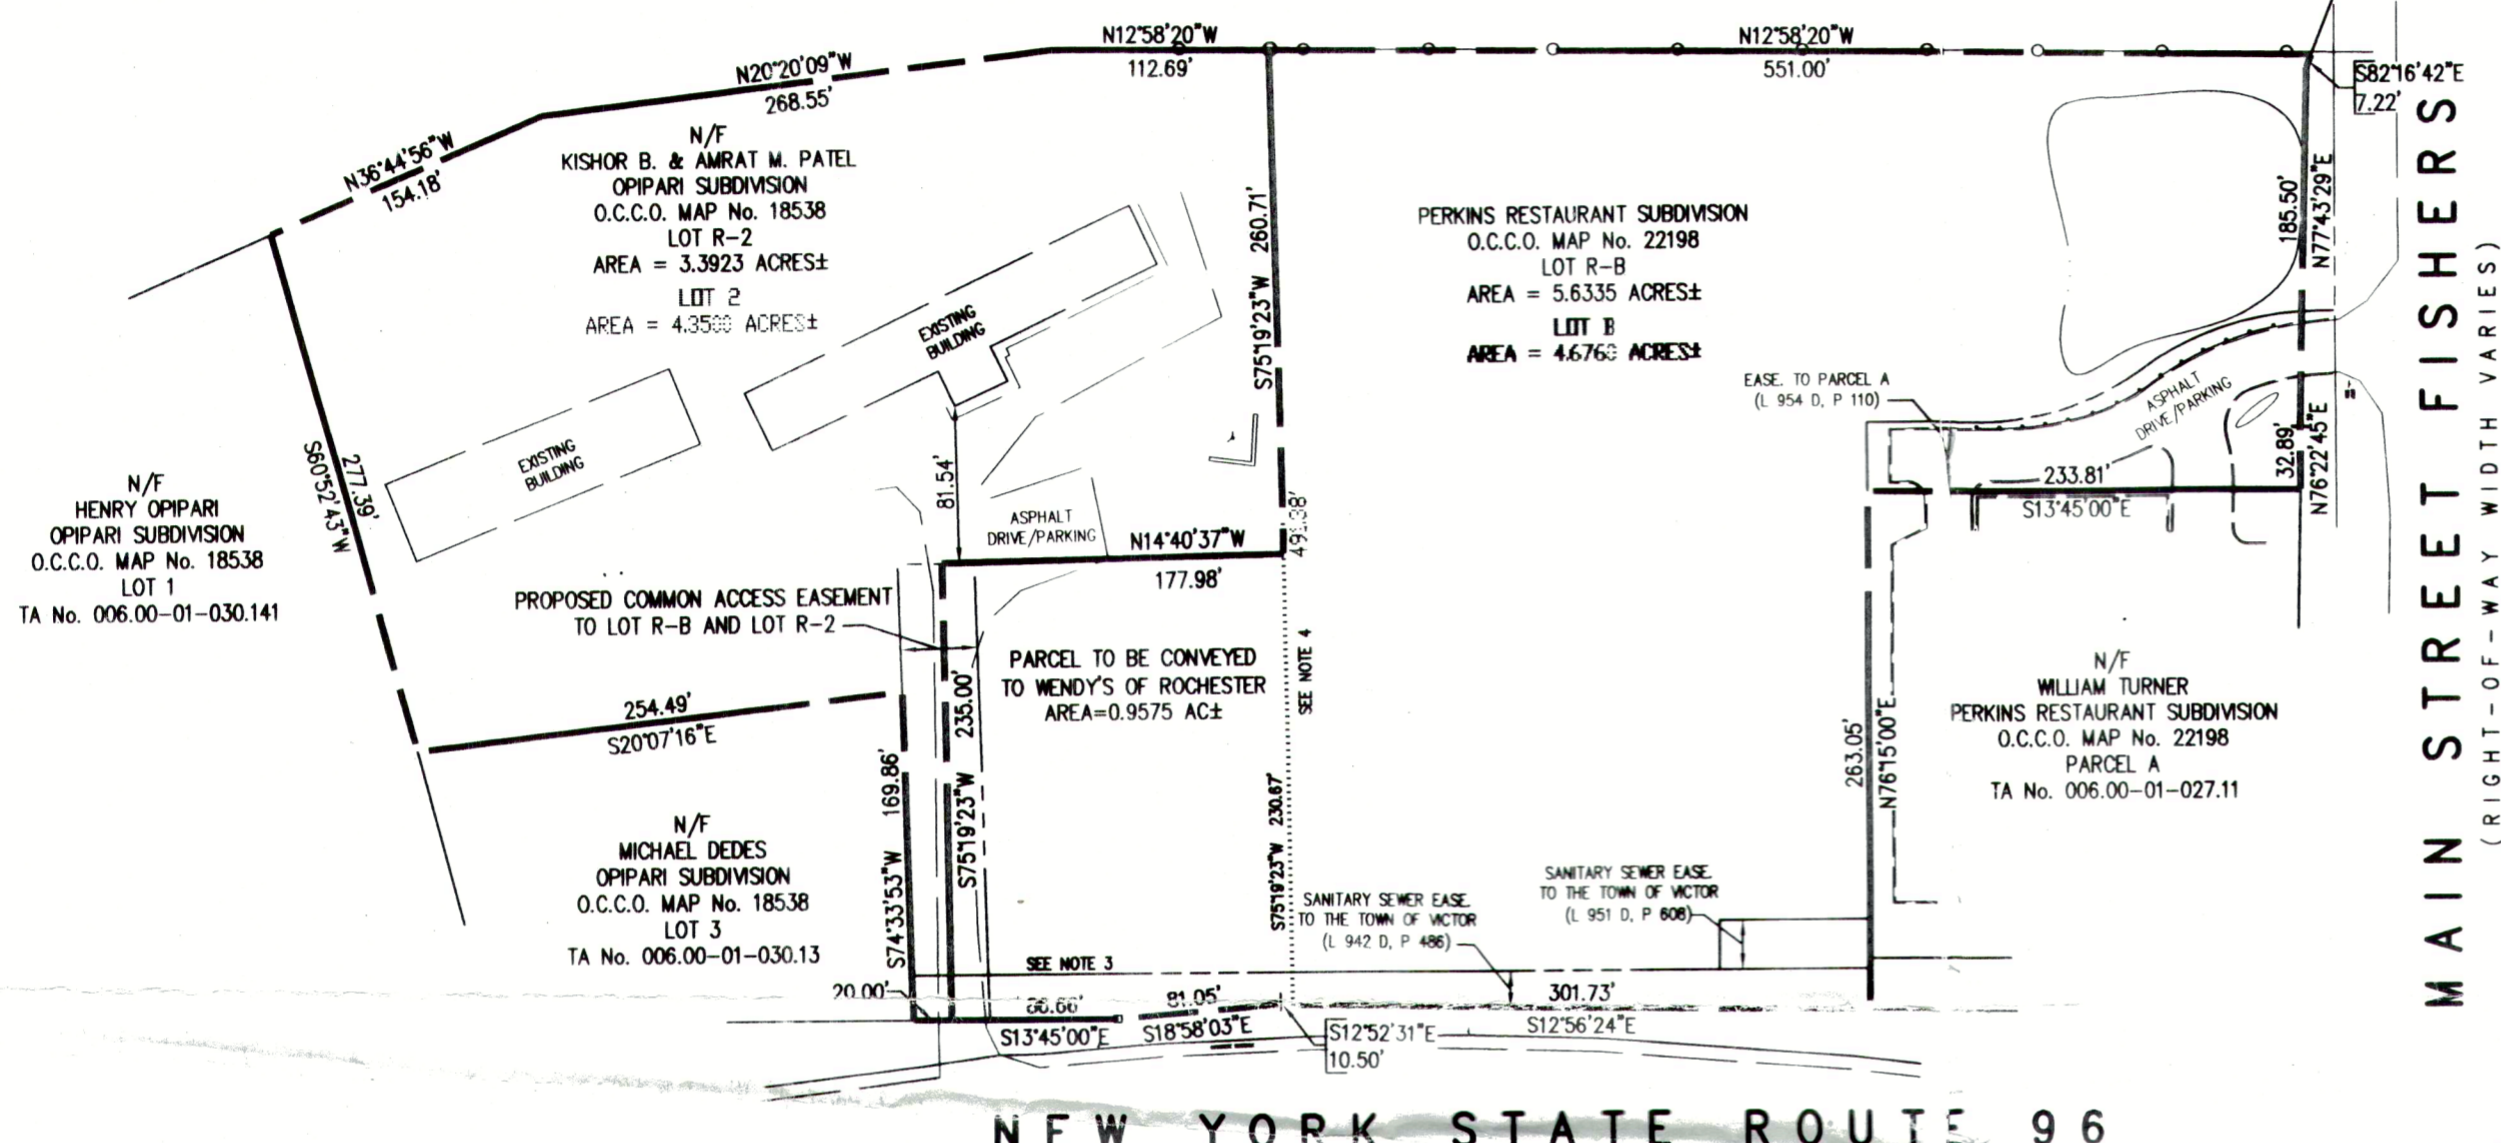 N12°58'20"W
112.69'
N12°58'20"W
551.00'
S82°16'42"E
7.22'
N20°20'09"W
268.55'
N36°44'56"W
154.18'
N/F
KISHOR B. & AMRAT M. PATEL
OPIPARI SUBDIVISION
O.C.C.O. MAP No. 18538
LOT R-2
AREA = 3.3923 ACRES±
LOT 2
AREA = 4.3500 ACRES±
EXISTING
BUILDING
EXISTING
BUILDING
S75°19'23"W 260.71'
PERKINS RESTAURANT SUBDIVISION
O.C.C.O. MAP No. 22198
LOT R-B
AREA = 5.6335 ACRES±
LOT B
AREA = 4.6760 ACRES±
185.50'
N77°43'29"E
EASE. TO PARCEL A
(L 954 D, P 110)
ASPHALT
DRIVE/PARKING
32.89'
N76°22'45"E
233.81'
S13°45'00"E
MAIN STREET FISHERS
(RIGHT-OF-WAY WIDTH VARIES)
277.39'
S60°52'43"W
N/F
HENRY OPIPARI
OPIPARI SUBDIVISION
O.C.C.O. MAP No. 18538
LOT 1
TA No. 006.00-01-030.141
81.54'
ASPHALT
DRIVE/PARKING
N14°40'37"W
177.98'
PROPOSED COMMON ACCESS EASEMENT
TO LOT R-B AND LOT R-2
PARCEL TO BE CONVEYED
TO WENDY'S OF ROCHESTER
AREA=0.9575 AC±
SEE NOTE 4
S75°19'23"W 235.00'
S75°19'23"W 230.67'
254.49'
S20°07'16"E
S74°33'53"W 169.86'
N/F
MICHAEL DEDES
OPIPARI SUBDIVISION
O.C.C.O. MAP No. 18538
LOT 3
TA No. 006.00-01-030.13
263.05'
N76°15'00"E
N/F
WILLIAM TURNER
PERKINS RESTAURANT SUBDIVISION
O.C.C.O. MAP No. 22198
PARCEL A
TA No. 006.00-01-027.11
SANITARY SEWER EASE.
TO THE TOWN OF VICTOR
(L 951 D, P 608)
SANITARY SEWER EASE.
TO THE TOWN OF VICTOR
(L 942 D, P 486)
SEE NOTE 3
20.00'
81.05'
301.73'
S13°45'00"E
S18°58'03"E
S12°52'31"E
10.50'
S12°56'24"E
NEW YORK STATE ROUTE 96